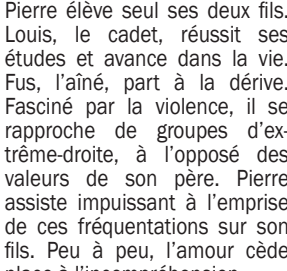 Pierre élève seul ses deux fils.
Louis, le cadet, réussit ses
études et avance dans la vie.
Fus, l’aîné, part à la dérive.
Fasciné par la violence, il se
rapproche de groupes d’ex-
trême-droite, à l’opposé des
valeurs de son père. Pierre
assiste impuissant à l’emprise
de ces fréquentations sur son
fils. Peu à peu, l’amour cède
place à l’incompréhension